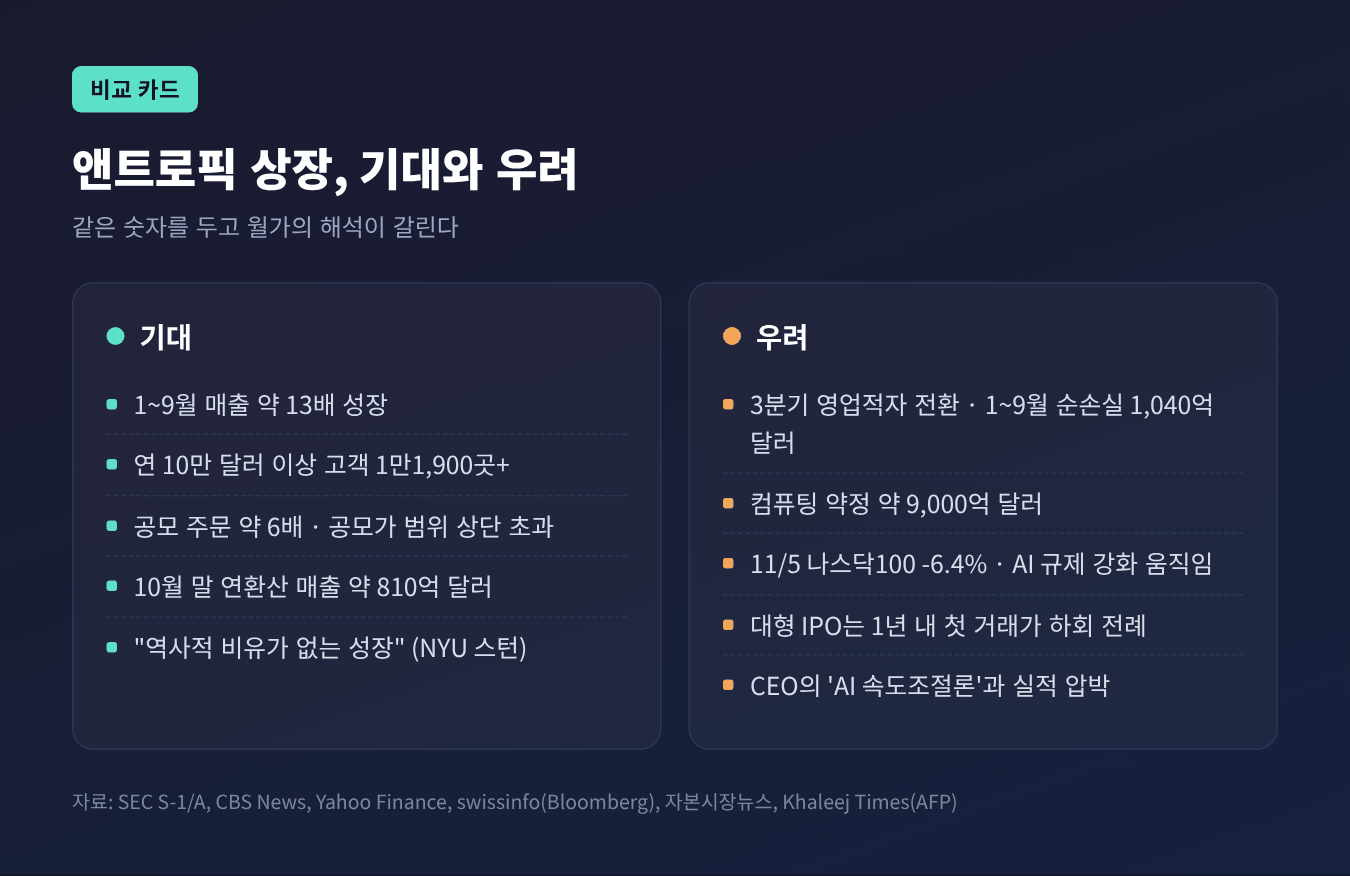 비교 카드
앤트로픽 상장, 기대와 우려
같은 숫자를 두고 월가의 해석이 갈린다
기대
1~9월 매출 약 13배 성장
연 10만 달러 이상 고객 1만1,900곳+
공모 주문 약 6배 · 공모가 범위 상단 초과
10월 말 연환산 매출 약 810억 달러
"역사적 비유가 없는 성장" (NYU 스턴)
우려
3분기 영업적자 전환 · 1~9월 순손실 1,040억
달러
컴퓨팅 약정 약 9,000억 달러
11/5 나스닥100 -6.4% · AI 규제 강화 움직임
대형 IPO는 1년 내 첫 거래가 하회 전례
CEO의 'AI 속도조절론'과 실적 압박
자료: SEC S-1/A, CBS News, Yahoo Finance, swissinfo(Bloomberg), 자본시장뉴스, Khaleej Times(AFP)